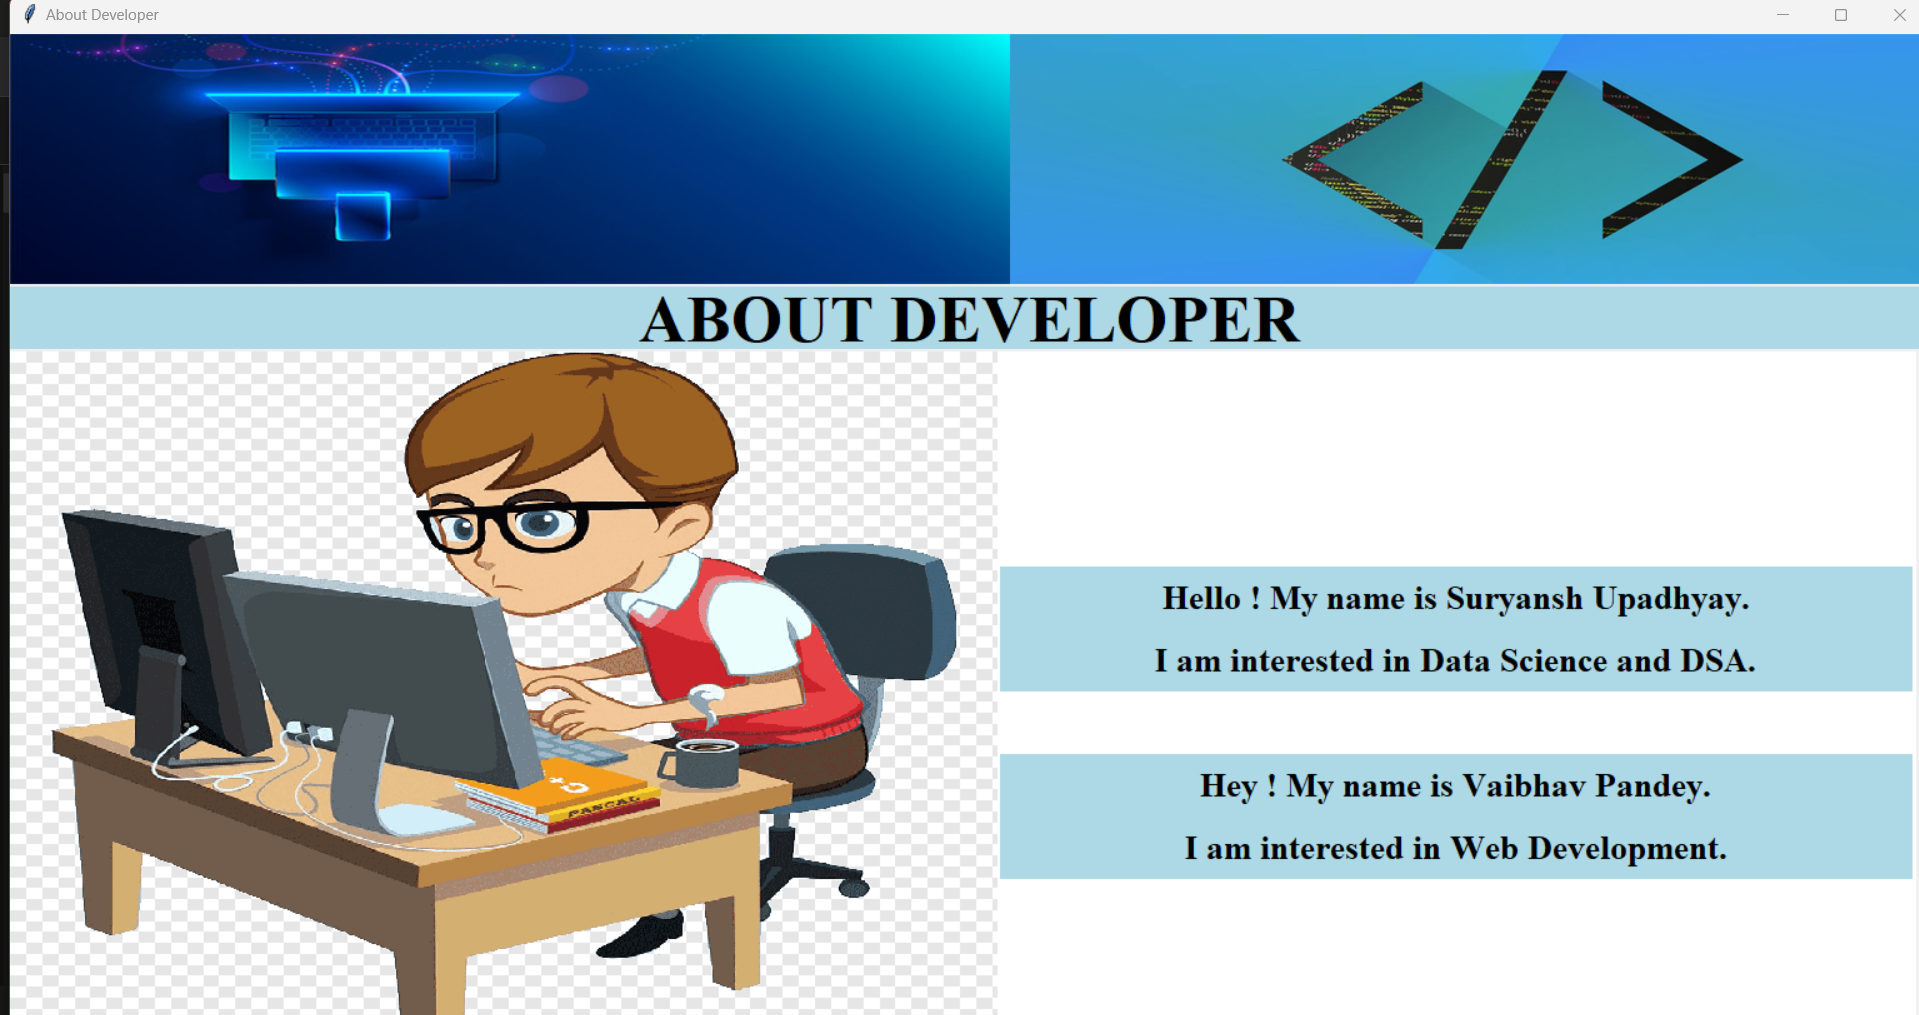 About Developer
ABOUT DEVELOPER
Hello ! My name is Suryansh Upadhyay.
I am interested in Data Science and DSA.
Hey ! My name is Vaibhav Pandey.
I am interested in Web Development.
PASCAL